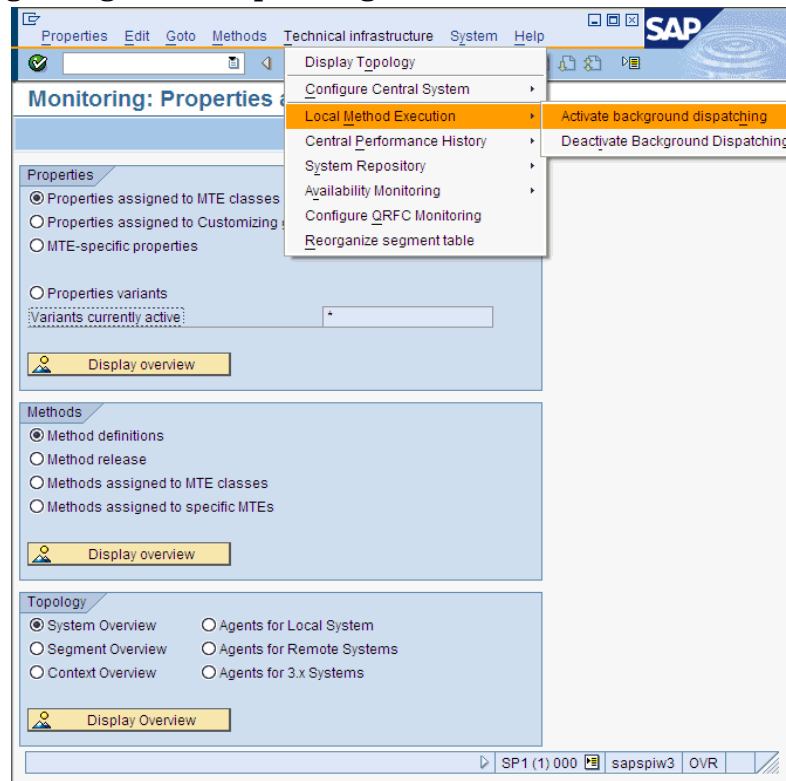 Properties Edit Goto Methods Technical infrastructure System Help
SAP
Display Topology
Monitoring: Properties
Configure Central System
Local Method Execution
Activate background dispatching
Central Performance History
Deactivate Background Dispatching
System Repository
Availability Monitoring
Configure QRFC Monitoring
Reorganize segment table
Properties
Properties assigned to MTE classes
Properties assigned to Customizing
MTE-specific properties
Properties variants
Variants currently active *
Display overview
Methods
Method definitions
Method release
Methods assigned to MTE classes
Methods assigned to specific MTEs
Display overview
Topology
System Overview Agents for Local System
Segment Overview Agents for Remote Systems
Context Overview Agents for 3.x Systems
Display Overview
SP1 (1) 000 sapspiw3 OVR